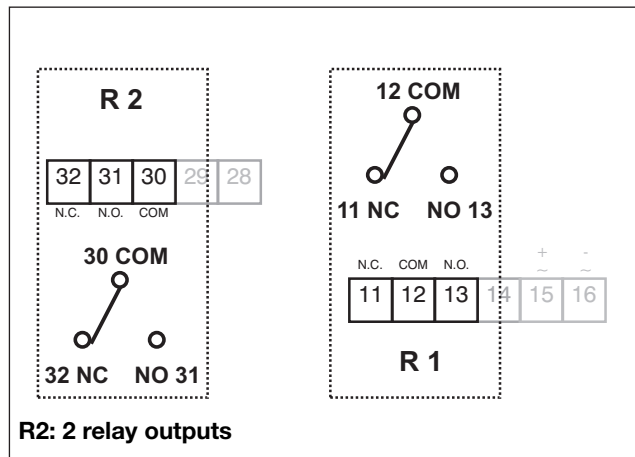 R 2
32 31 30 29 28
N.C. N.O. COM
30 COM
32 NC NO 31
12 COM
11 NC NO 13
+ -
~ ~
N.C. COM N.O.
11 12 13 14 15 16
R 1
R2: 2 relay outputs